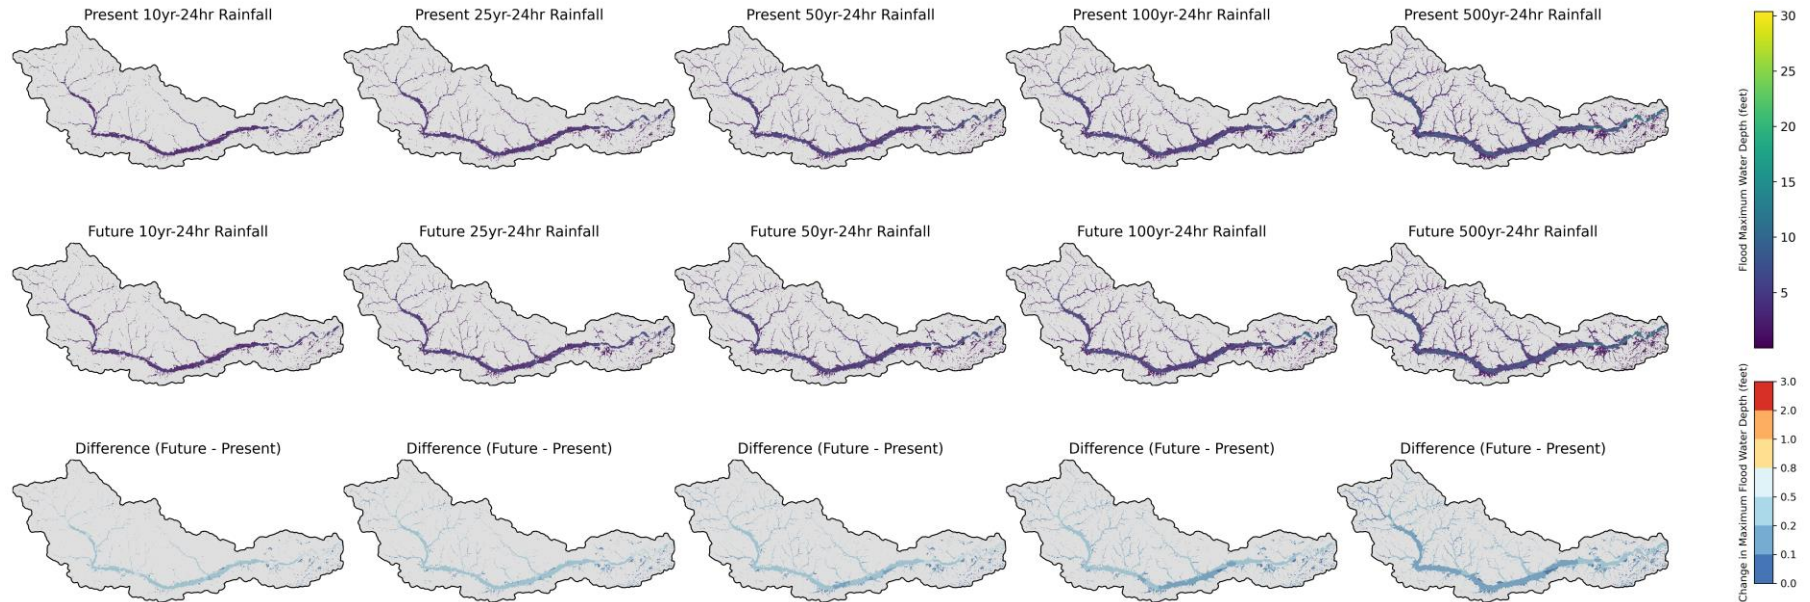 Present 10yr-24hr Rainfall
Present 25yr-24hr Rainfall
Present 50yr-24hr Rainfall
Present 100yr-24hr Rainfall
Present 500yr-24hr Rainfall
Future 10yr-24hr Rainfall
Future 25yr-24hr Rainfall
Future 50yr-24hr Rainfall
Future 100yr-24hr Rainfall
Future 500yr-24hr Rainfall
Difference (Future - Present)
Difference (Future - Present)
Difference (Future - Present)
Difference (Future - Present)
Difference (Future - Present)
Flood Maximum Water Depth (feet)
30
25
20
15
10
5
Change in Maximum Flood Water Depth (feet)
3.0
2.0
1.0
0.8
0.5
0.2
0.1
0.0